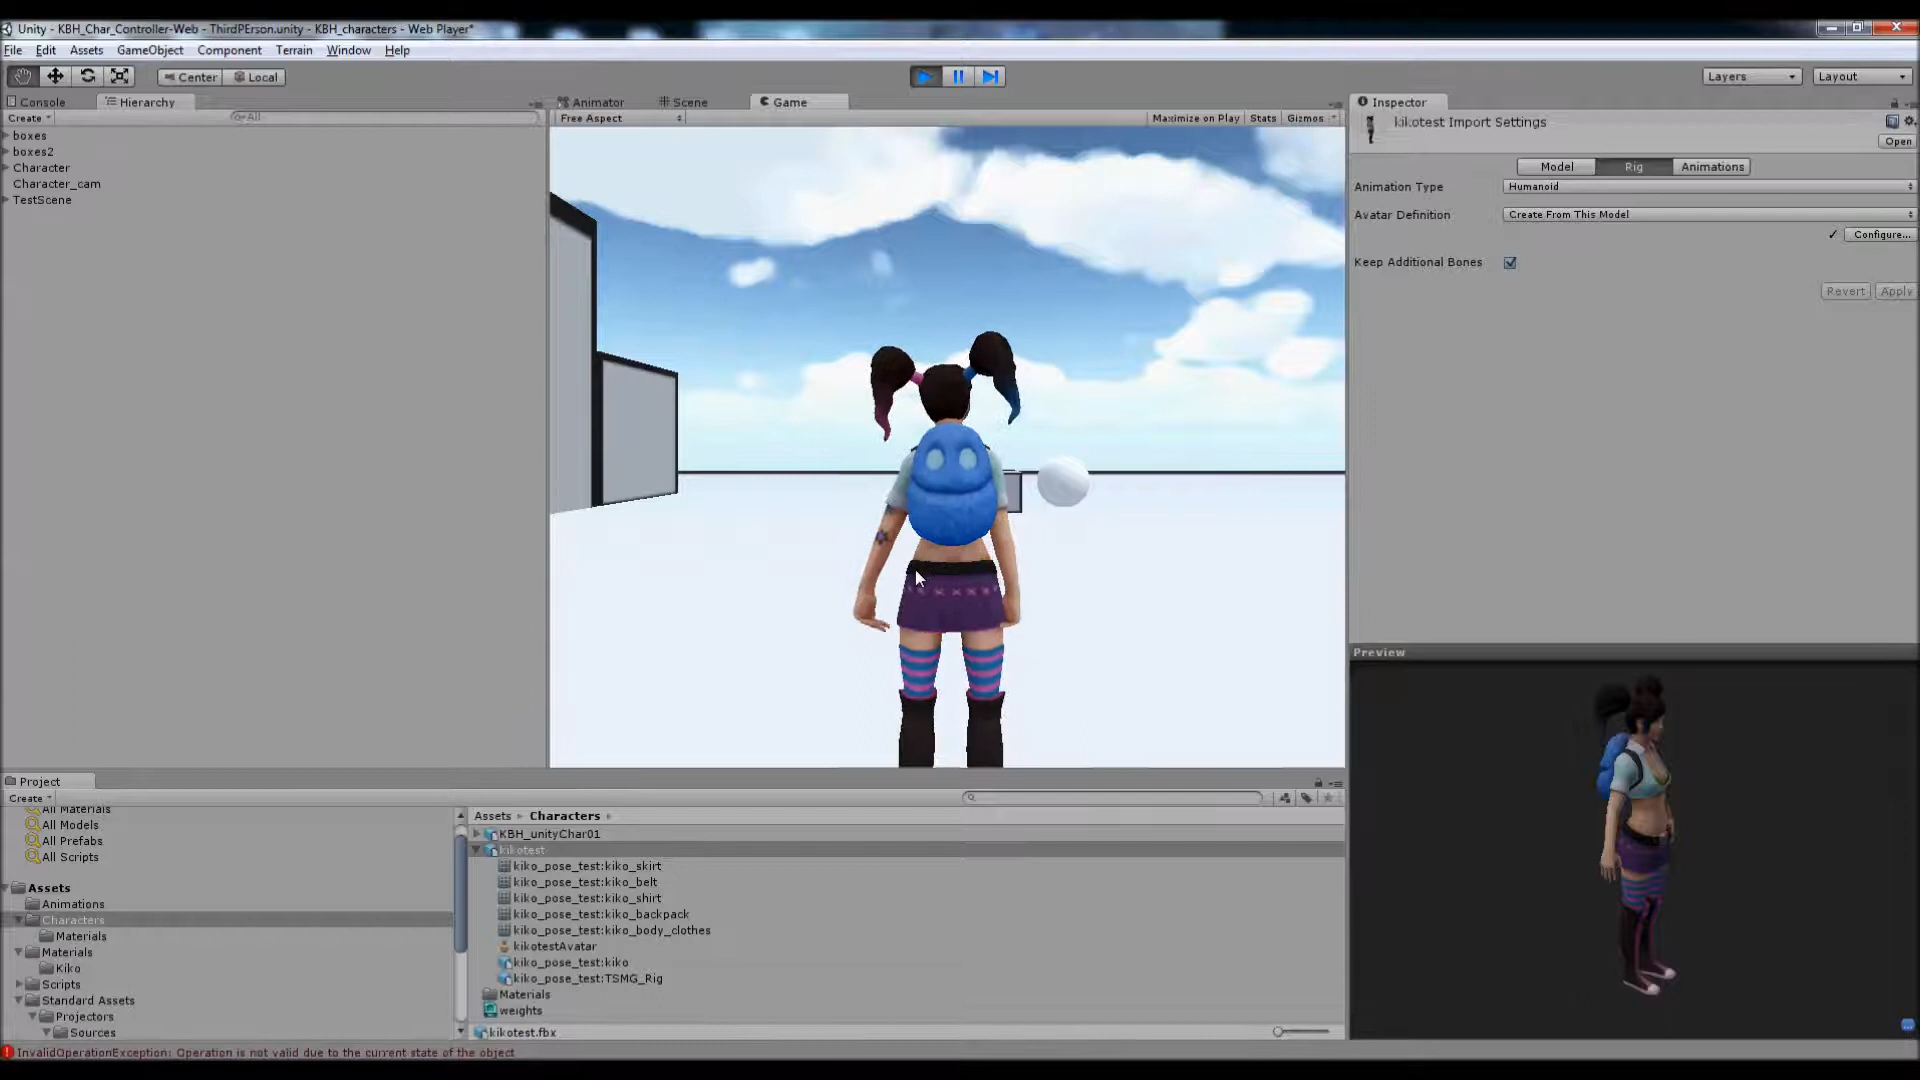 Unity - KBH_Char_Controller-Web - ThirdPErson.unity - KBH_characters - Web Player*
File Edit Assets GameObject Component Terrain Window Help
Center Local Layers Layout
Console Hierarchy Animator Scene Game Inspector
Create All Free Aspect Maximize on Play Stats Gizmos kikotest Import Settings
boxes
Open
boxes2
Character
Model Rig Animations
Character_cam
Animation Type Humanoid
TestScene
Avatar Definition Create From This Model
Configure...
Keep Additional Bones
Revert Apply
Preview
Project
Create
All Materials
All Models
All Prefabs
All Scripts
Assets
Animations
Characters
Materials
Materials
Kiko
Scripts
Standard Assets
Projectors
Sources
Assets Characters
KBH_unityChar01
kikotest
kiko_pose_test:kiko_skirt
kiko_pose_test:kiko_belt
kiko_pose_test:kiko_shirt
kiko_pose_test:kiko_backpack
kiko_pose_test:kiko_body_clothes
kikotestAvatar
kiko_pose_test:kiko
kiko_pose_test:TSMG_Rig
Materials
weights
kikotest.fbx
InvalidOperationException: Operation is not valid due to the current state of the object